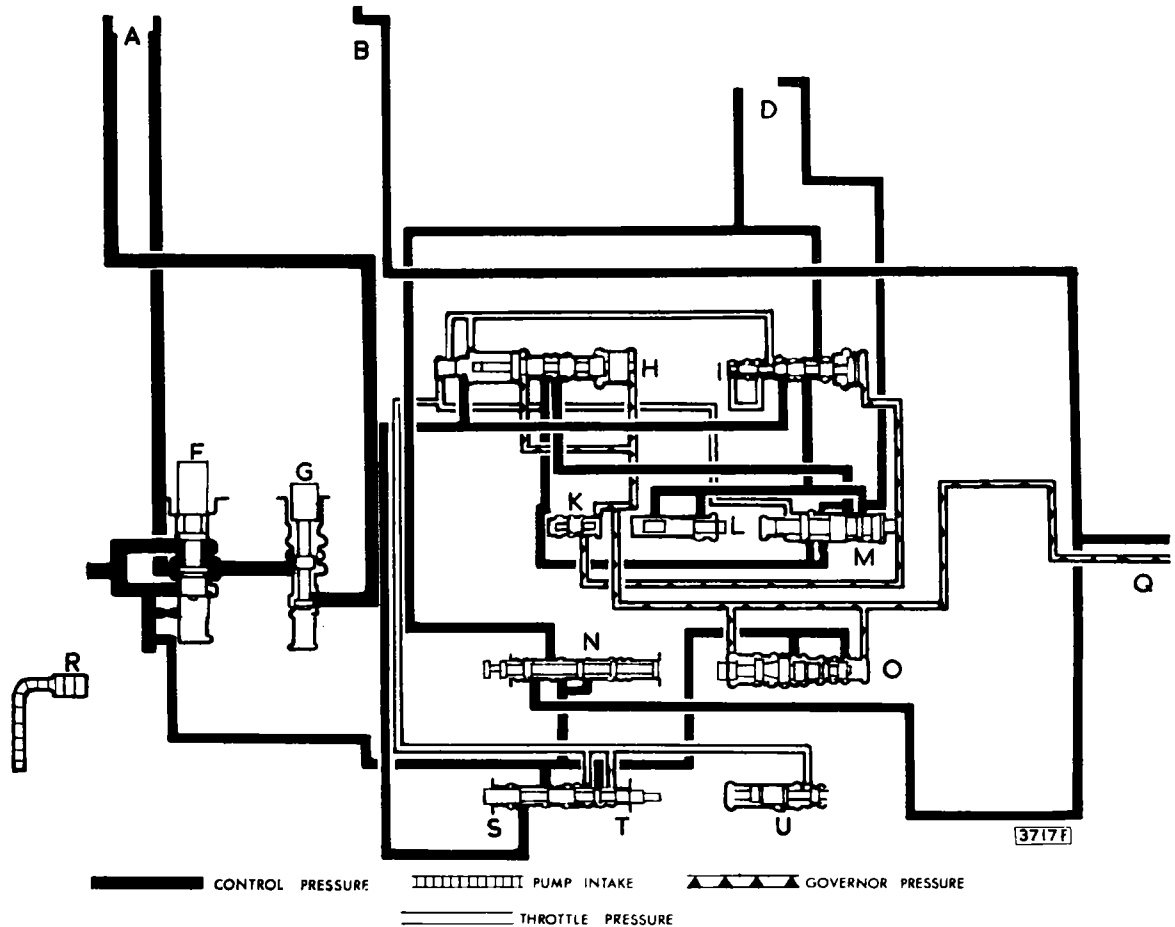 A
B
D
H
I
F
G
K
L
M
Q
N
O
R
S
T
U
3717F
CONTROL PRESSURE
PUMP INTAKE
GOVERNOR PRESSURE
THROTTLE PRESSURE